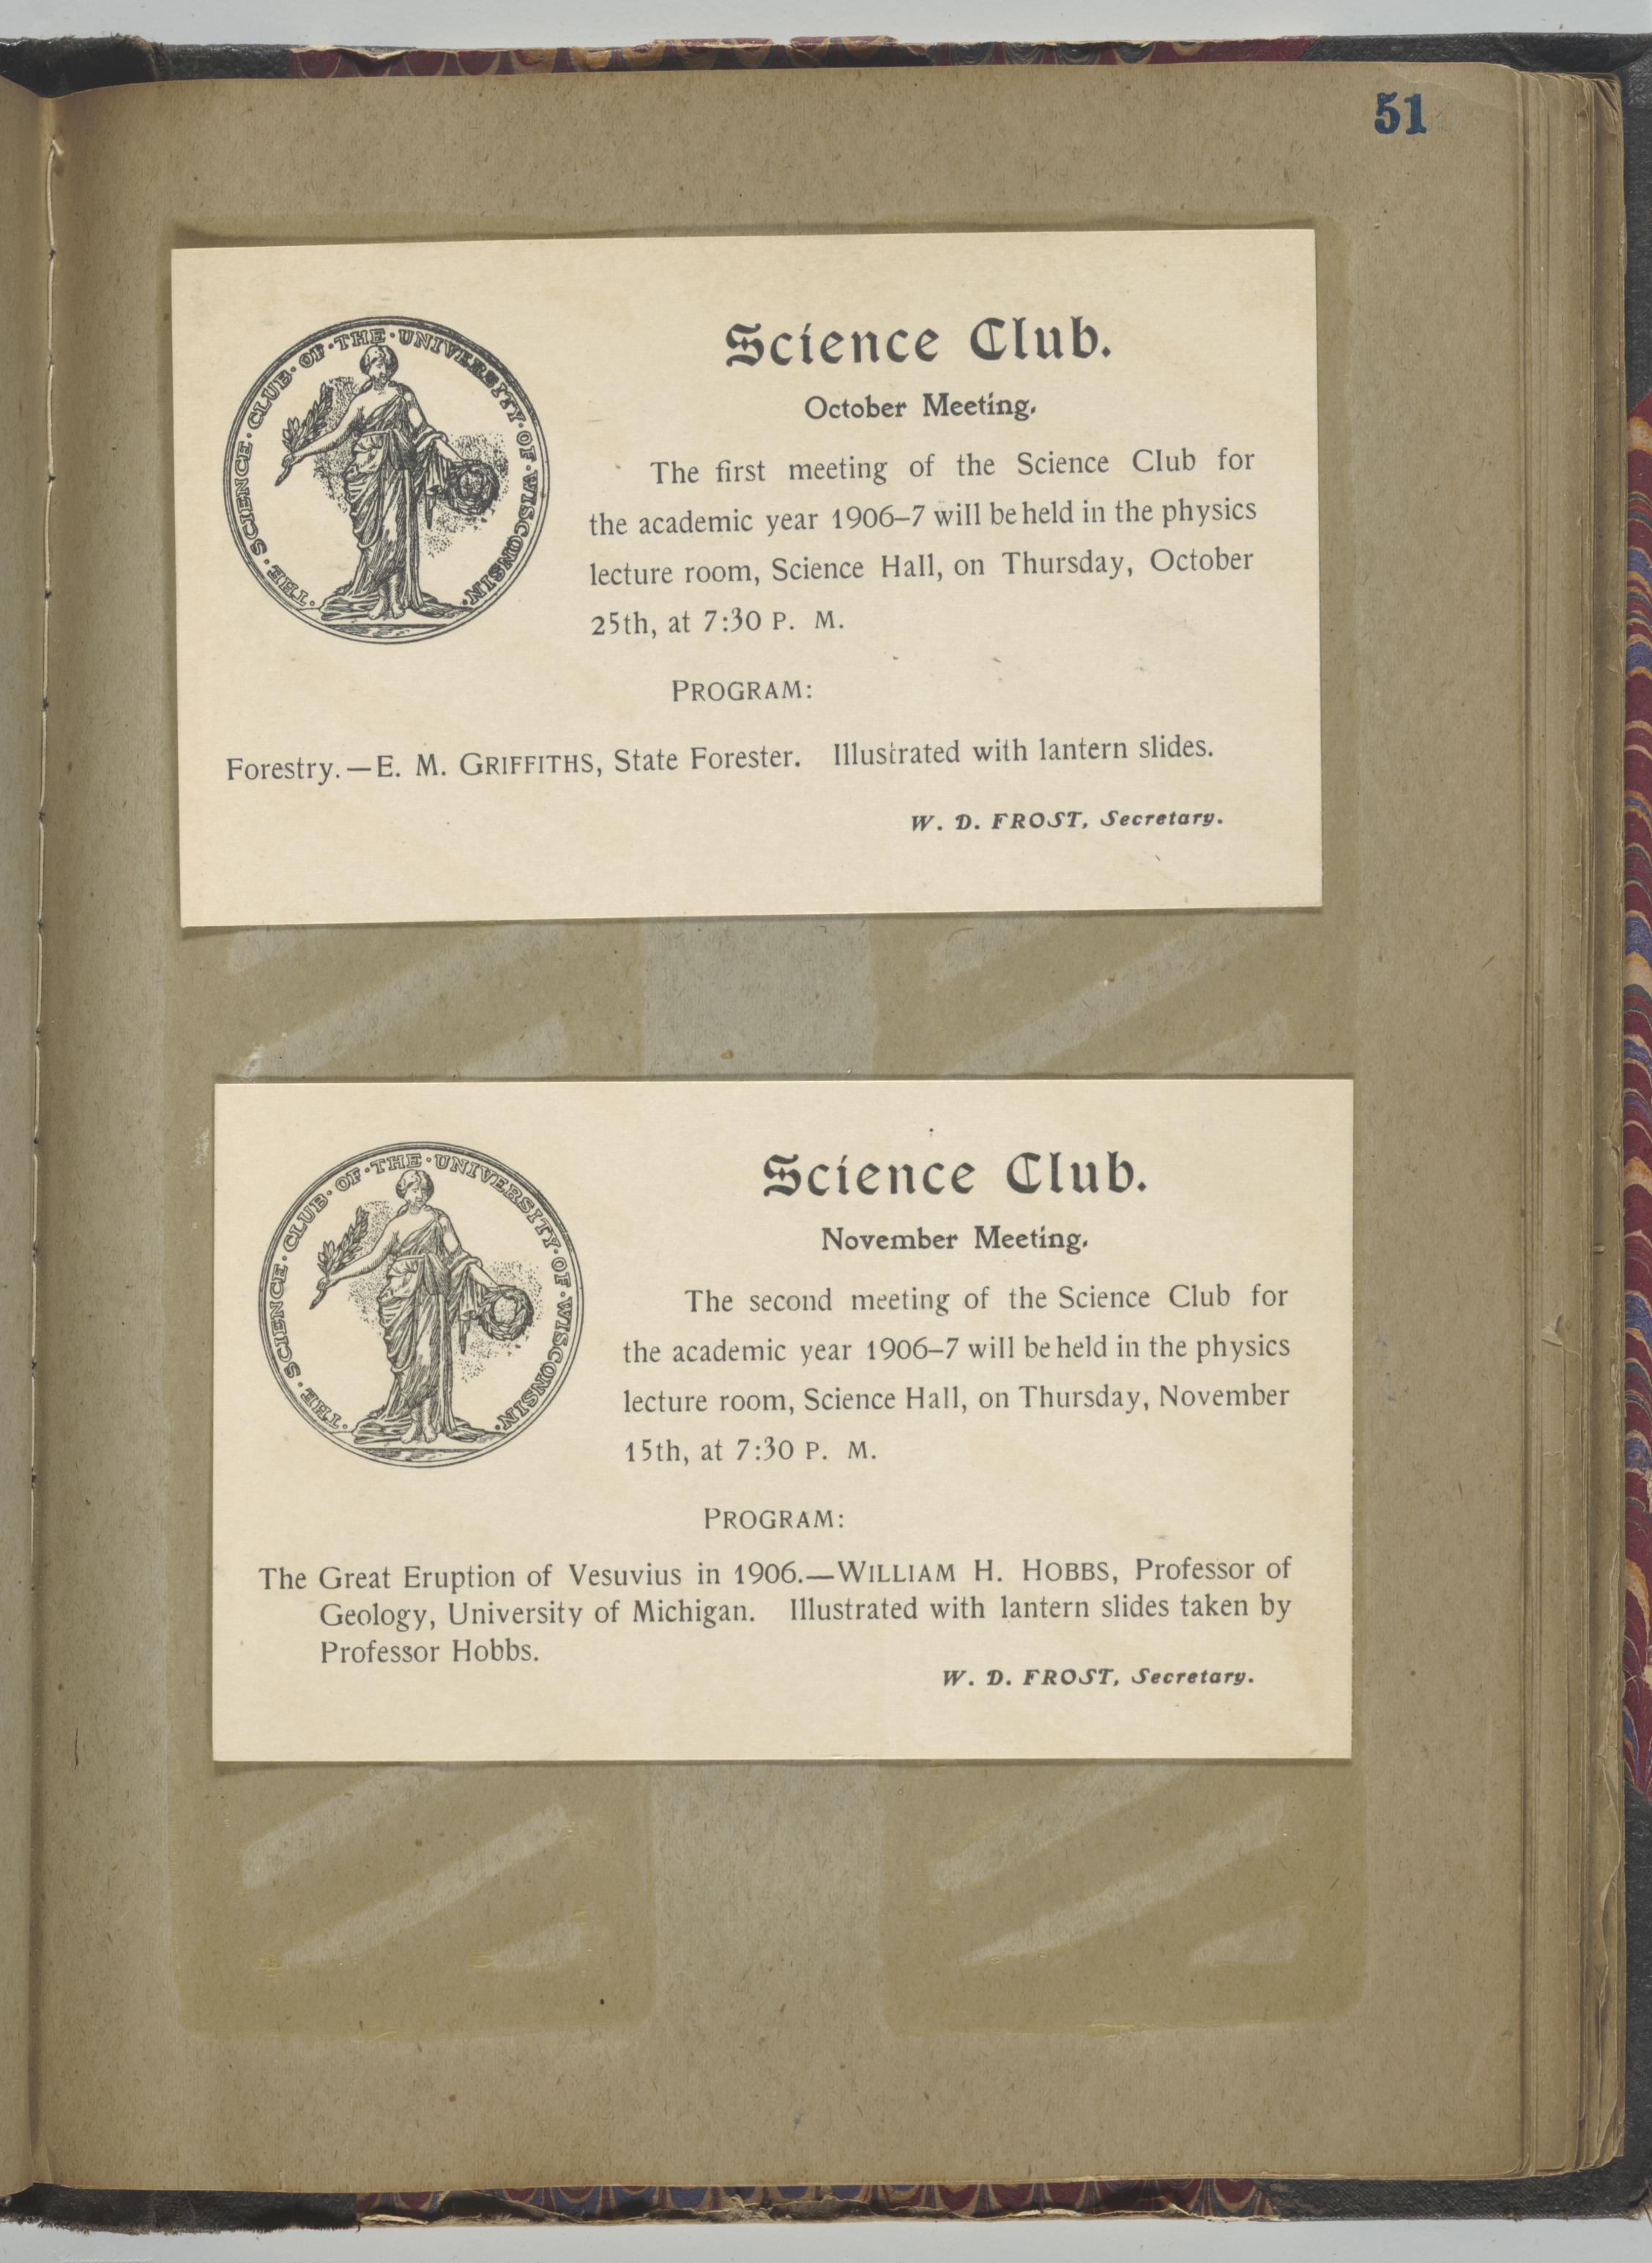 51
Science Club.
October Meeting.
THE · SCIENCE · CLUB · OF · THE · UNIVERSITY · OF · WISCONSIN ·
The first meeting of the Science Club for
the academic year 1906–7 will be held in the physics
lecture room, Science Hall, on Thursday, October
25th, at 7:30 P. M.
PROGRAM:
Forestry.—E. M. GRIFFITHS, State Forester. Illustrated with lantern slides.
W. D. FROST, Secretary.
Science Club.
November Meeting.
THE · SCIENCE · CLUB · OF · THE · UNIVERSITY · OF · WISCONSIN ·
The second meeting of the Science Club for
the academic year 1906–7 will be held in the physics
lecture room, Science Hall, on Thursday, November
15th, at 7:30 P. M.
PROGRAM:
The Great Eruption of Vesuvius in 1906.—WILLIAM H. HOBBS, Professor of
Geology, University of Michigan. Illustrated with lantern slides taken by
Professor Hobbs.
W. D. FROST, Secretary.